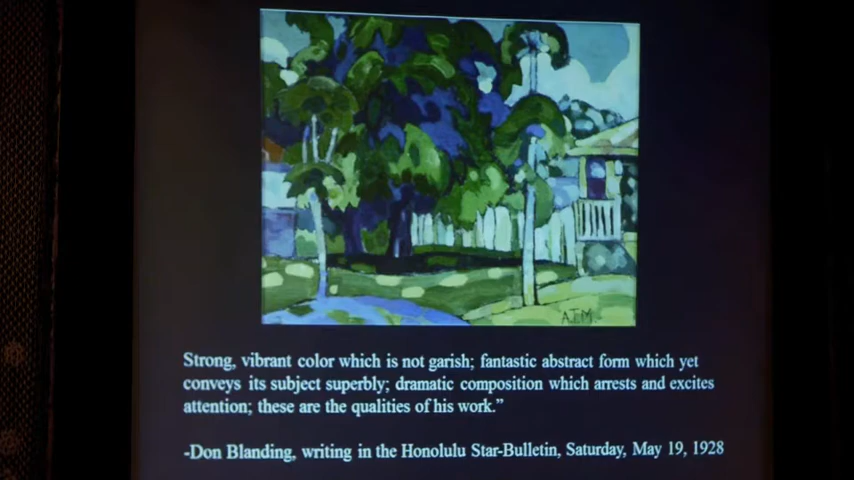 A.J.M.
Strong, vibrant color which is not garish; fantastic abstract form which yet
conveys its subject superbly; dramatic composition which arrests and excites
attention; these are the qualities of his work.”
-Don Blanding, writing in the Honolulu Star-Bulletin, Saturday, May 19, 1928